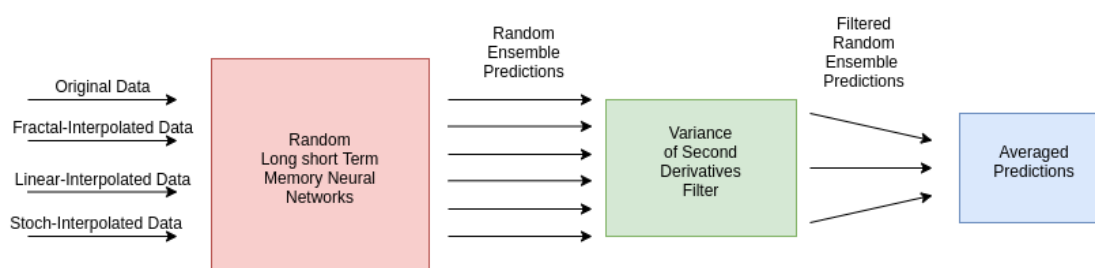 Original Data
Fractal-Interpolated Data
Linear-Interpolated Data
Stoch-Interpolated Data
Random
Long short Term
Memory Neural
Networks
Random
Ensemble
Predictions
Variance
of Second
Derivatives
Filter
Filtered
Random
Ensemble
Predictions
Averaged
Predictions